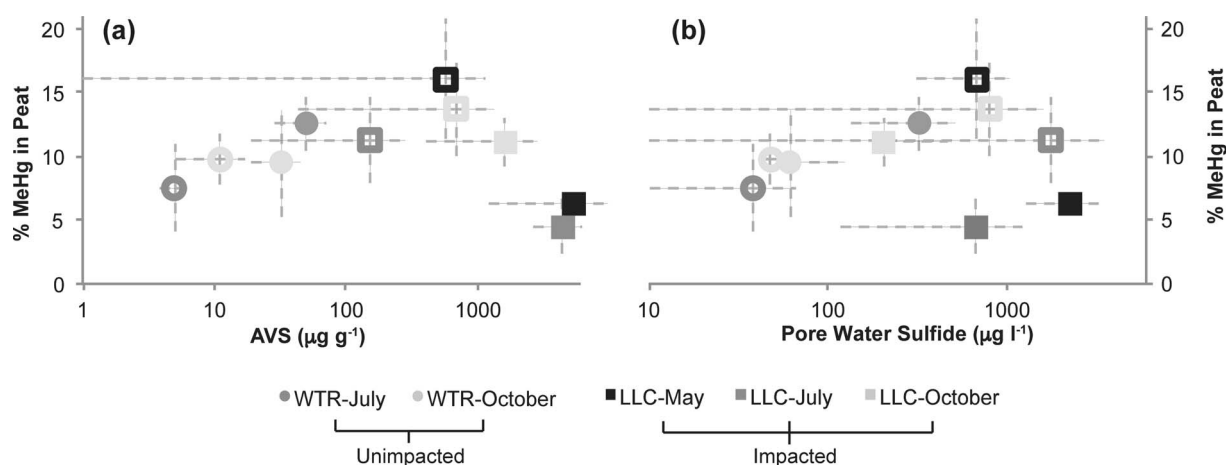 (a)
(b)
% MeHg in Peat
20
15
10
5
0
1
10
100
1000
AVS (µg g⁻¹)
10
100
1000
Pore Water Sulfide (µg l⁻¹)
20
15
10
5
0
% MeHg in Peat
WTR-July
WTR-October
LLC-May
LLC-July
LLC-October
Unimpacted
Impacted